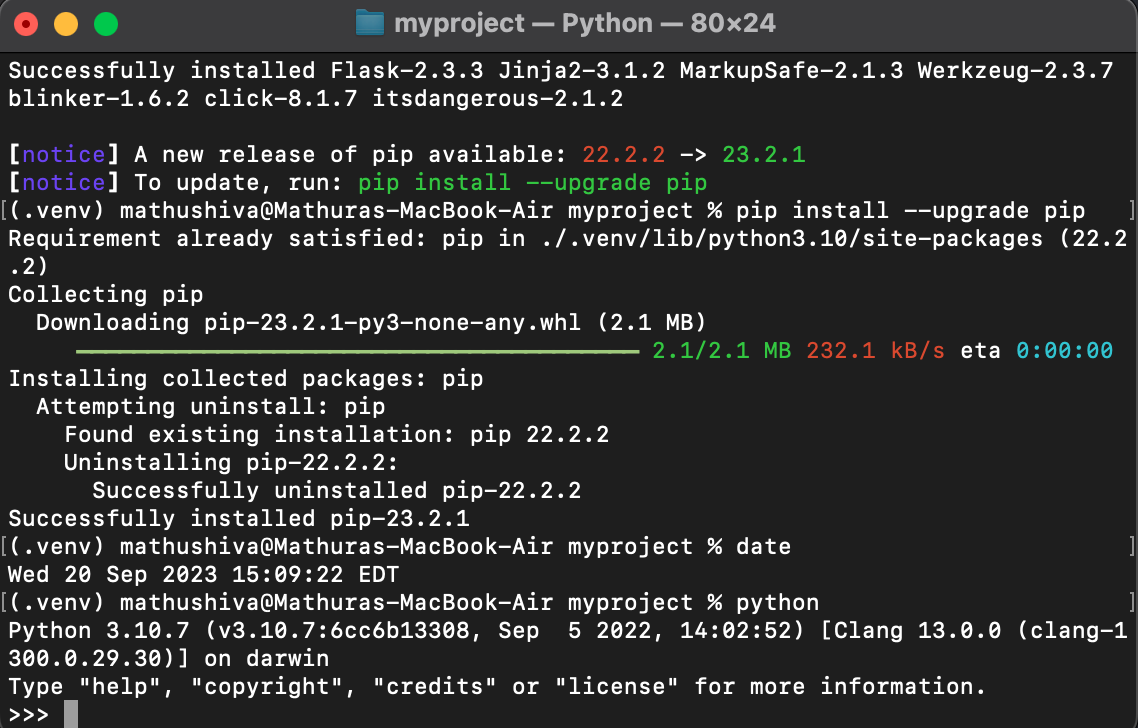 myproject — Python — 80×24
Successfully installed Flask-2.3.3 Jinja2-3.1.2 MarkupSafe-2.1.3 Werkzeug-2.3.7
blinker-1.6.2 click-8.1.7 itsdangerous-2.1.2
[notice] A new release of pip available: 22.2.2 -> 23.2.1
[notice] To update, run: pip install --upgrade pip
[(.venv) mathushiva@Mathuras-MacBook-Air myproject % pip install --upgrade pip ]
Requirement already satisfied: pip in ./.venv/lib/python3.10/site-packages (22.2
.2)
Collecting pip
  Downloading pip-23.2.1-py3-none-any.whl (2.1 MB)
2.1/2.1 MB 232.1 kB/s eta 0:00:00
Installing collected packages: pip
  Attempting uninstall: pip
    Found existing installation: pip 22.2.2
    Uninstalling pip-22.2.2:
      Successfully uninstalled pip-22.2.2
Successfully installed pip-23.2.1
[(.venv) mathushiva@Mathuras-MacBook-Air myproject % date ]
Wed 20 Sep 2023 15:09:22 EDT
[(.venv) mathushiva@Mathuras-MacBook-Air myproject % python ]
Python 3.10.7 (v3.10.7:6cc6b13308, Sep  5 2022, 14:02:52) [Clang 13.0.0 (clang-1
300.0.29.30)] on darwin
Type "help", "copyright", "credits" or "license" for more information.
>>>